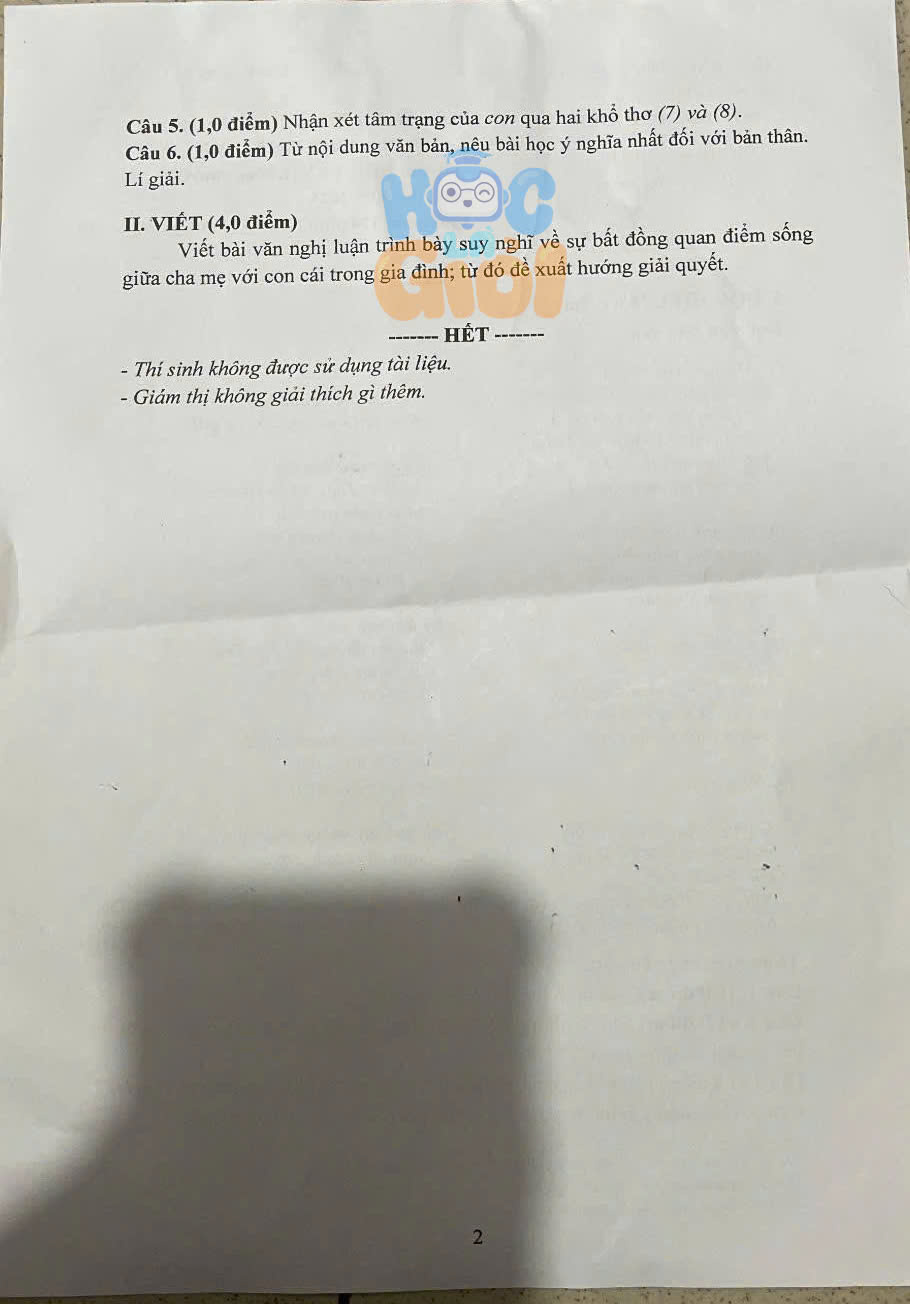 Câu 5. (1,0 điểm) Nhận xét tâm trạng của con qua hai khổ thơ (7) và (8).
Câu 6. (1,0 điểm) Từ nội dung văn bản, nêu bài học ý nghĩa nhất đối với bản thân.
Lí giải.
II. VIẾT (4,0 điểm)
Viết bài văn nghị luận trình bày suy nghĩ về sự bất đồng quan điểm sống
giữa cha mẹ với con cái trong gia đình; từ đó đề xuất hướng giải quyết.
------- HẾT -------
- Thí sinh không được sử dụng tài liệu.
- Giám thị không giải thích gì thêm.
HỌC
GIỎI
2